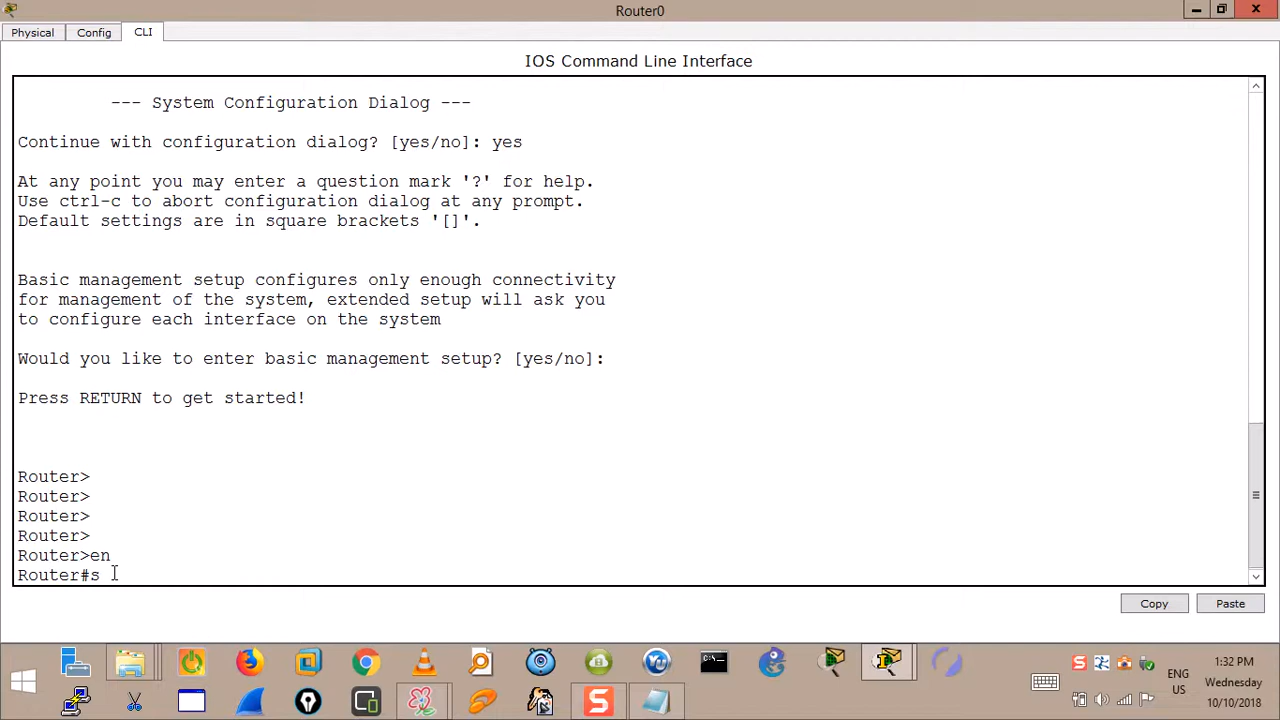 Router0
Physical
Config
CLI
IOS Command Line Interface
--- System Configuration Dialog ---
Continue with configuration dialog? [yes/no]: yes
At any point you may enter a question mark '?' for help.
Use ctrl-c to abort configuration dialog at any prompt.
Default settings are in square brackets '[]'.
Basic management setup configures only enough connectivity
for management of the system, extended setup will ask you
to configure each interface on the system
Would you like to enter basic management setup? [yes/no]:
Press RETURN to get started!
Router>
Router>
Router>
Router>
Router>en
Router#s
Copy
Paste
ENG
US
1:32 PM
Wednesday
10/10/2018